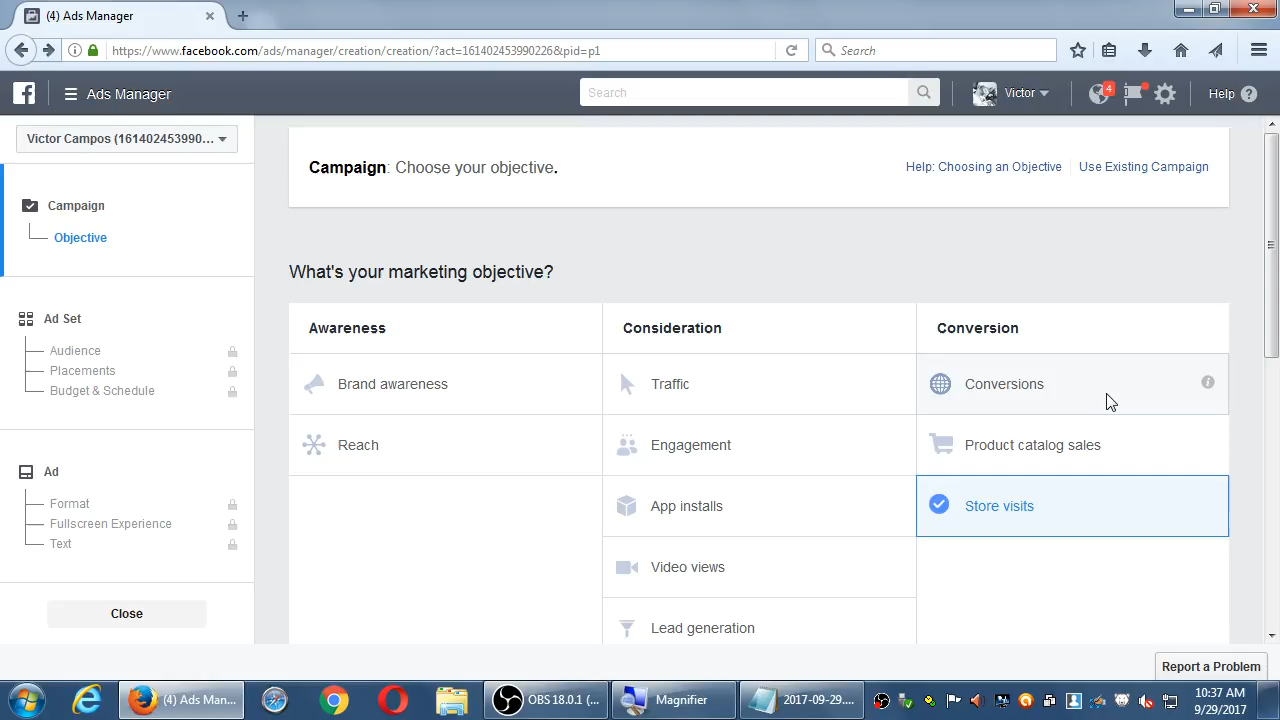 (4) Ads Manager
https://www.facebook.com/ads/manager/creation/creation/?act=161402453990226&pid=p1
Search
Ads Manager
Search
Victor
4
Help
Victor Campos (161402453990...
Campaign
Objective
Ad Set
Audience
Placements
Budget & Schedule
Ad
Format
Fullscreen Experience
Text
Close
Campaign: Choose your objective.
Help: Choosing an Objective
Use Existing Campaign
What's your marketing objective?
Awareness
Consideration
Conversion
Brand awareness
Traffic
Conversions
Reach
Engagement
Product catalog sales
App installs
Store visits
Video views
Lead generation
Report a Problem
(4) Ads Man...
OBS 18.0.1 (...
Magnifier
2017-09-29....
10:37 AM
9/29/2017